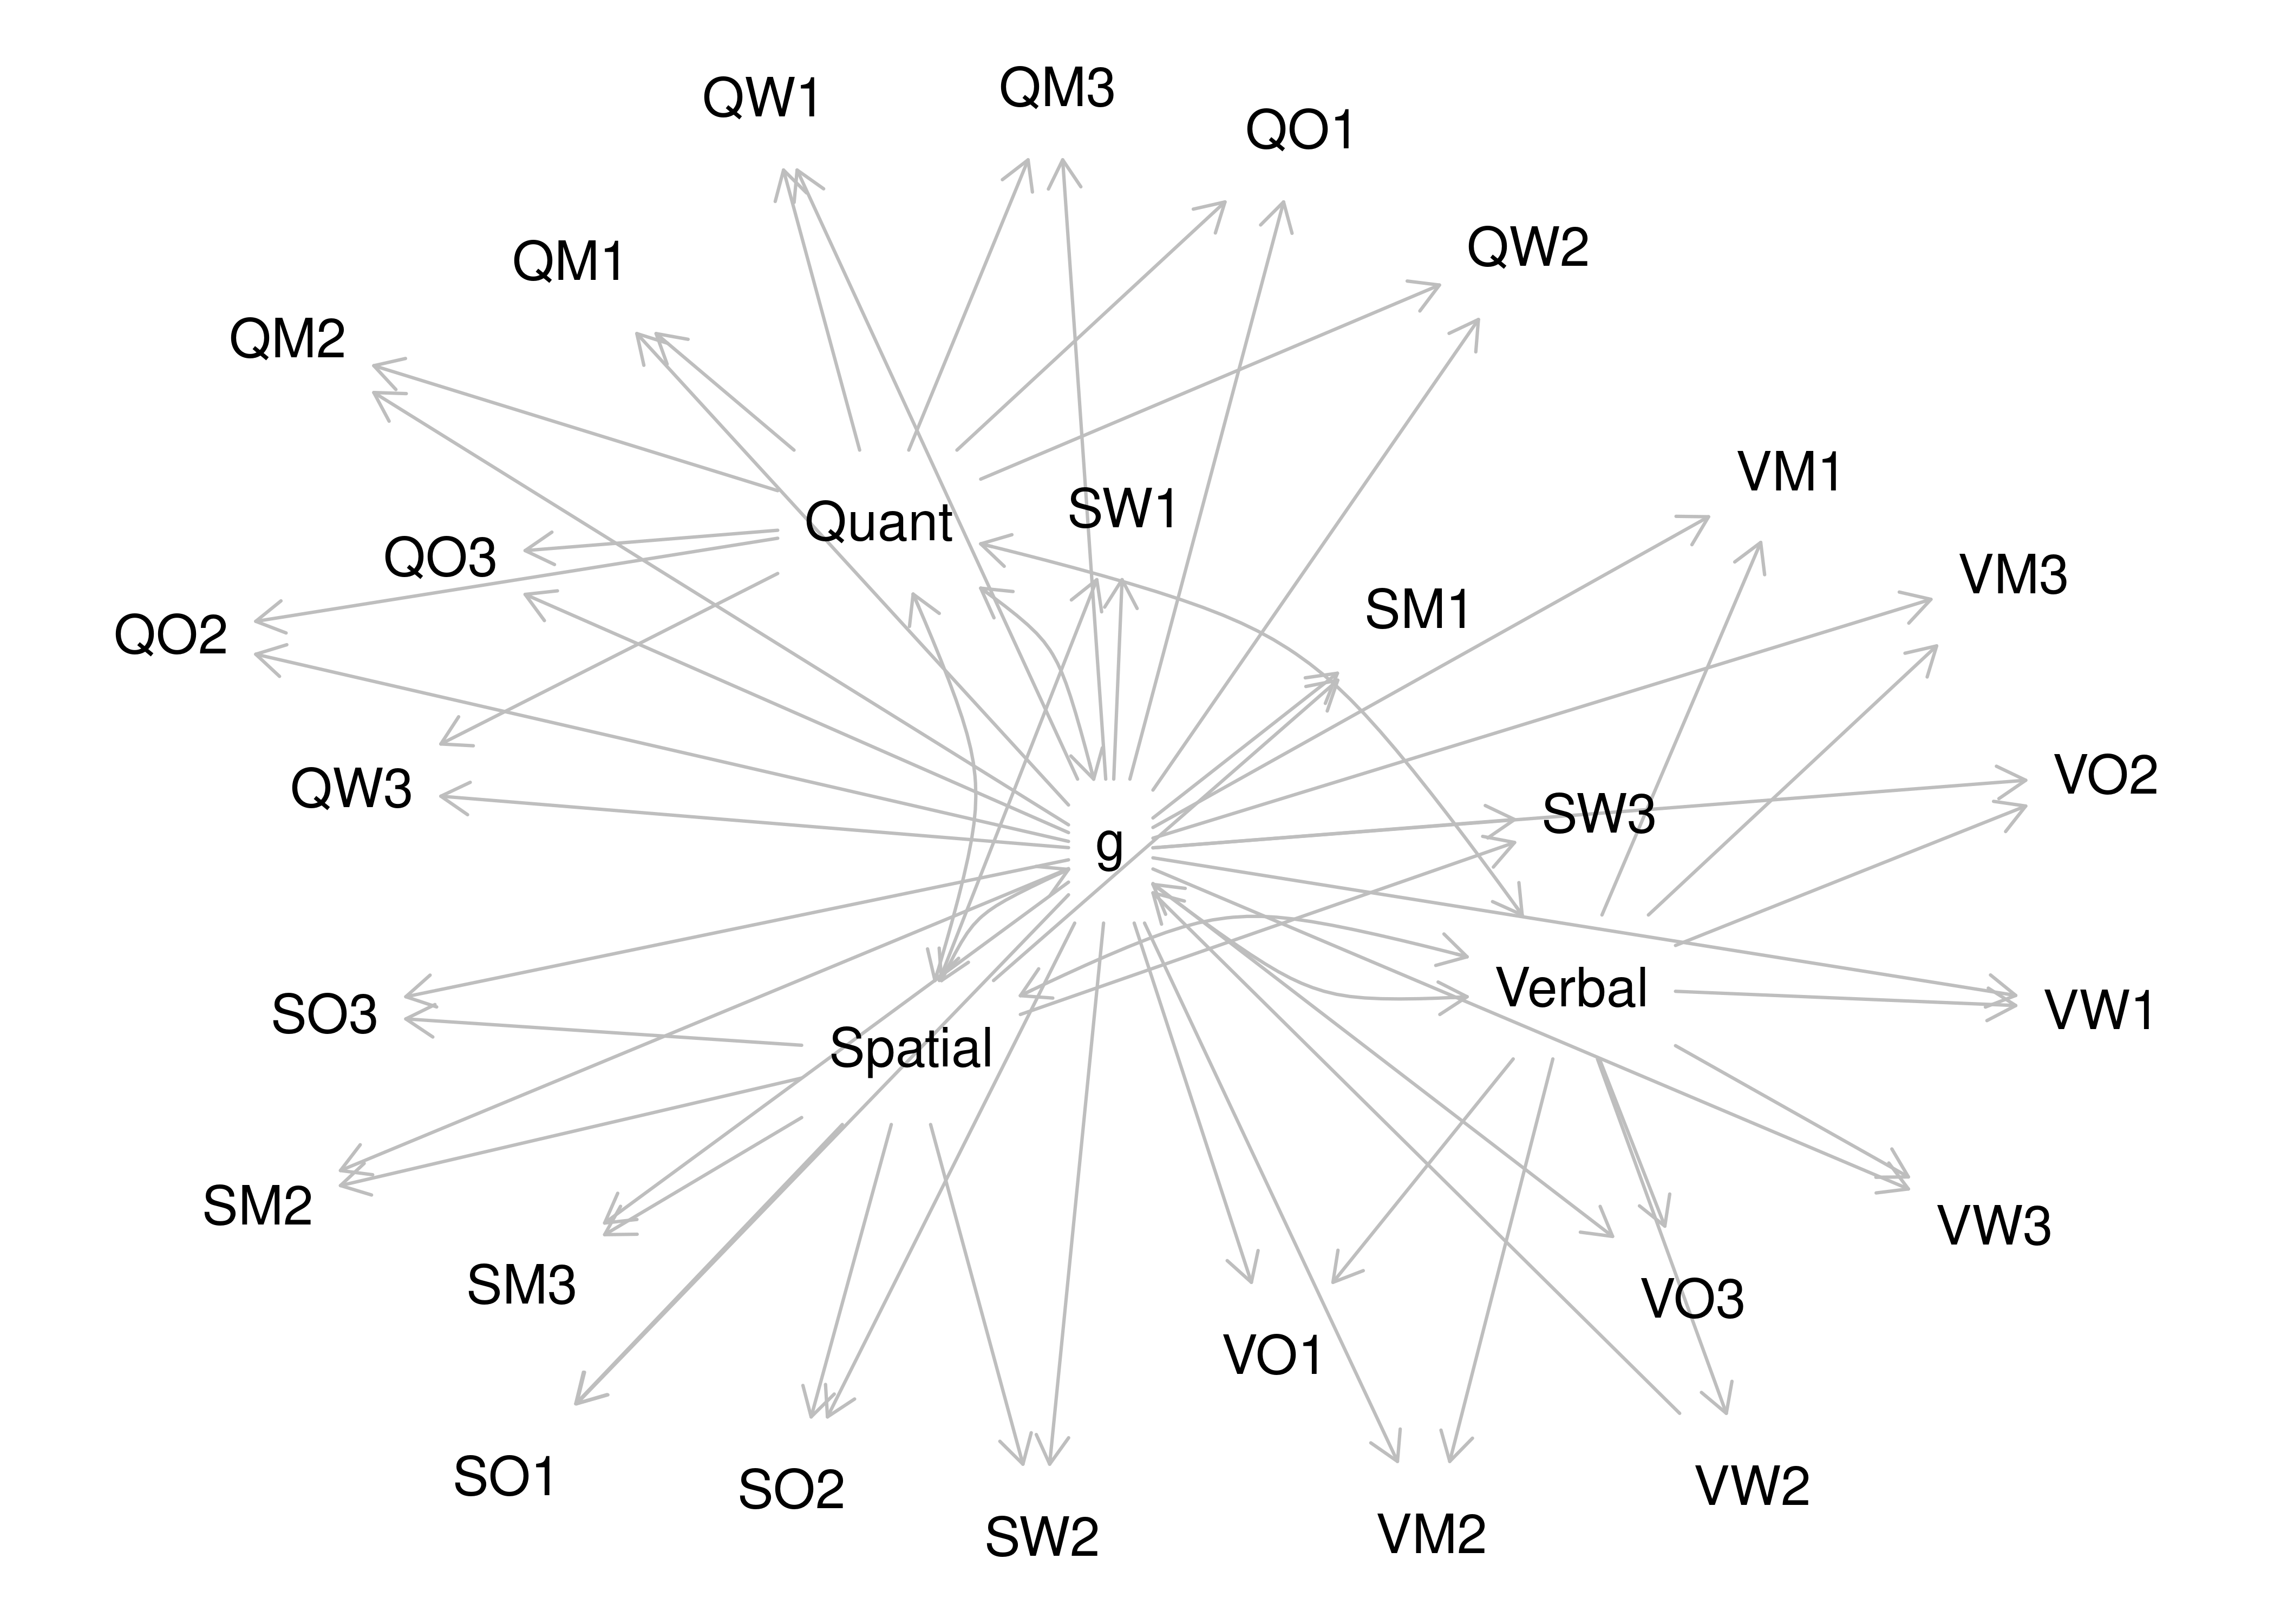 QM3
QW1
QO1
QW2
QM1
QM2
VM1
SW1
Quant
QO3
VM3
SM1
QO2
VO2
QW3
SW3
g
Verbal
VW1
SO3
Spatial
SM2
VW3
SM3
VO3
VO1
SO1
VW2
SO2
VM2
SW2